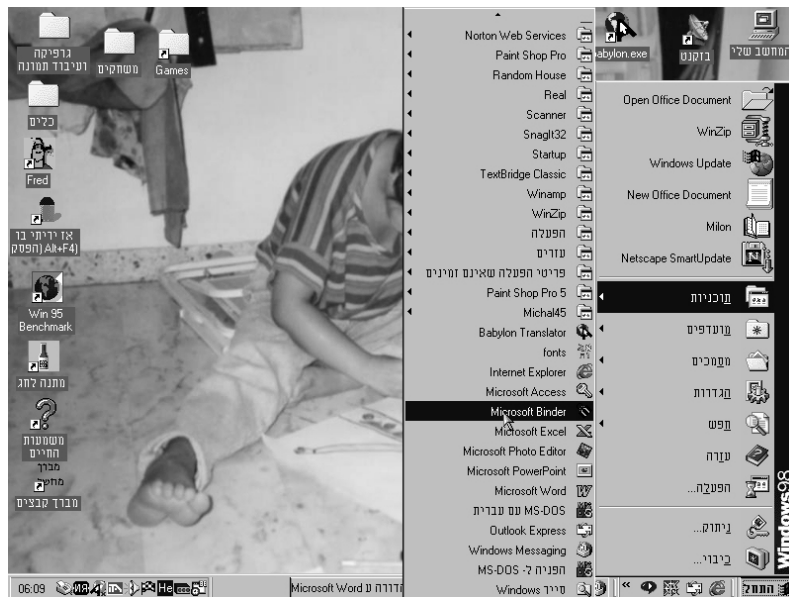 המחשב שלי
בזקנט
babylon.exe
Games
משחקים
גרפיקה
ועיבוד תמונה
כלים
Fred
אז יריתי בו
(הפסק Alt+F4)
Win 95
Benchmark
מתנה לחג
משמעות
החיים
מברך
מברך קבצים
Open Office Document
WinZip
Windows Update
New Office Document
Milon
Netscape SmartUpdate
תוכניות
מועדפים
מסמכים
הגדרות
חפש
עזרה
הפעלה...
ניתוק...
כיבוי...
Windows98
Norton Web Services
Paint Shop Pro
Random House
Real
Scanner
SnagIt32
Startup
TextBridge Classic
Winamp
WinZip
הפעלה
עזרים
פריטי הפעלה שאינם זמינים
Paint Shop Pro 5
Michal45
Babylon Translator
fonts
Internet Explorer
Microsoft Access
Microsoft Binder
Microsoft Excel
Microsoft Photo Editor
Microsoft PowerPoint
Microsoft Word
MS-DOS עם עברית
Outlook Express
Windows Messaging
הפניה ל- MS-DOS
סייר Windows
התחל
Microsoft Word
He
06:09